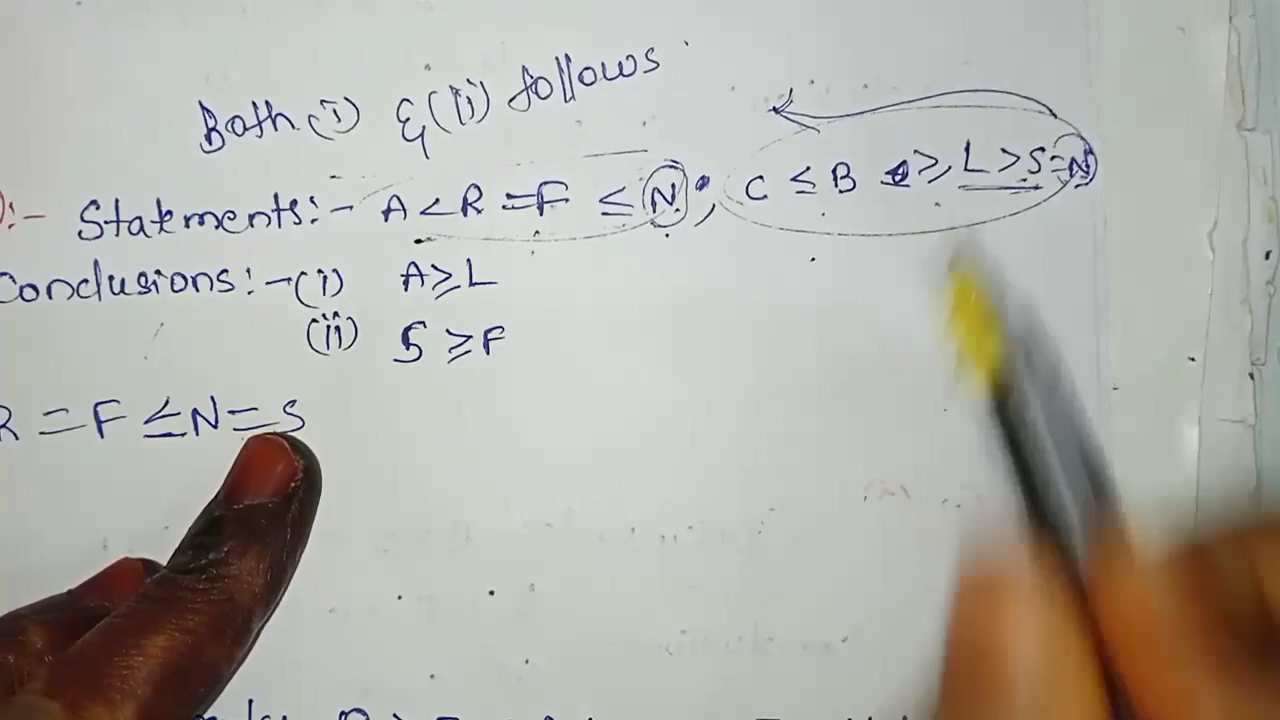 Both (i) & (ii) follows
):- Statements:- A < R = F ≤ N ; C ≤ B ≥ L > S = N
Conclusions:- (i) A ≥ L
(ii) S ≥ F
R = F ≤ N = S